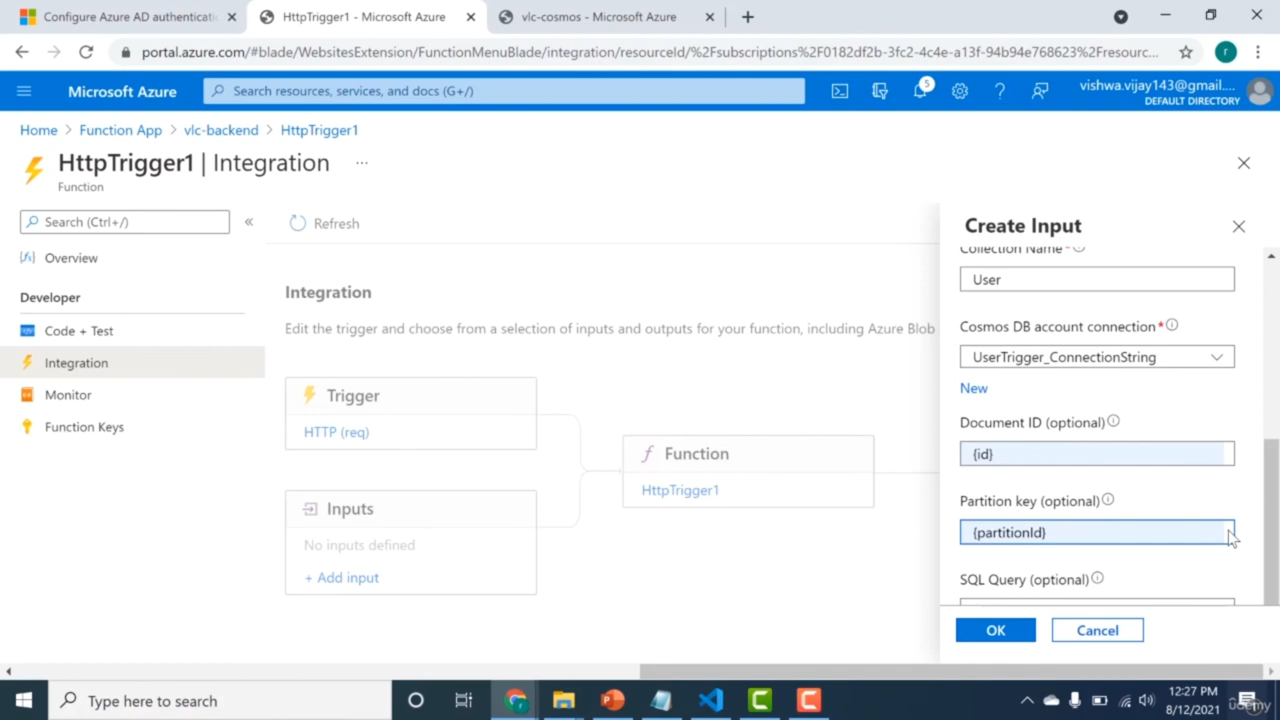 Configure Azure AD authenticati
HttpTrigger1 - Microsoft Azure
vlc-cosmos - Microsoft Azure
portal.azure.com/#blade/WebsitesExtension/FunctionMenuBlade/integration/resourceId/%2Fsubscriptions%2F0182df2b-3fc2-4c4e-a13f-94b94e768623%2Fresourc...
r
Microsoft Azure
Search resources, services, and docs (G+/)
5
vishwa.vijay143@gmail....
DEFAULT DIRECTORY
Home > Function App > vlc-backend > HttpTrigger1
HttpTrigger1 | Integration ...
Function
Search (Ctrl+/)
«
Refresh
Overview
Developer
Code + Test
Integration
Monitor
Function Keys
Integration
Edit the trigger and choose from a selection of inputs and outputs for your function, including Azure Blob
Trigger
HTTP (req)
Inputs
No inputs defined
+ Add input
Function
HttpTrigger1
Create Input
Collection Name *
User
Cosmos DB account connection *
UserTrigger_ConnectionString
New
Document ID (optional)
{id}
Partition key (optional)
{partitionId}
SQL Query (optional)
OK
Cancel
Type here to search
12:27 PM
8/12/2021
udemy